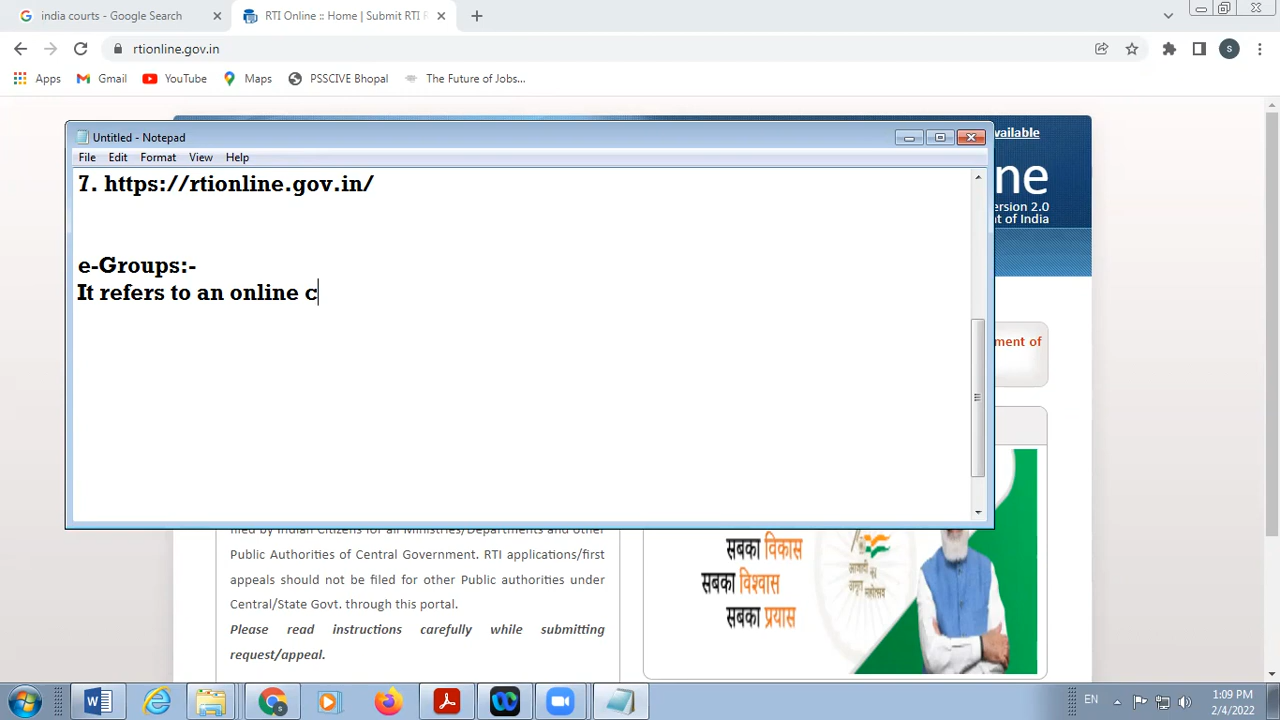 india courts - Google Search
RTI Online :: Home | Submit RTI R
rtionline.gov.in
S
Apps
Gmail
YouTube
Maps
PSSCIVE Bhopal
The Future of Jobs...
Untitled - Notepad
vailable
File Edit Format View Help
ne
7. https://rtionline.gov.in/
ersion 2.0
nt of India
e-Groups:-
It refers to an online c
ment of
filed by Indian Citizens for all Ministries/Departments and other
Public Authorities of Central Government. RTI applications/first
appeals should not be filed for other Public authorities under
Central/State Govt. through this portal.
Please read instructions carefully while submitting
request/appeal.
सबका विकास
सबका विश्वास
सबका प्रयास
EN
1:09 PM
2/4/2022